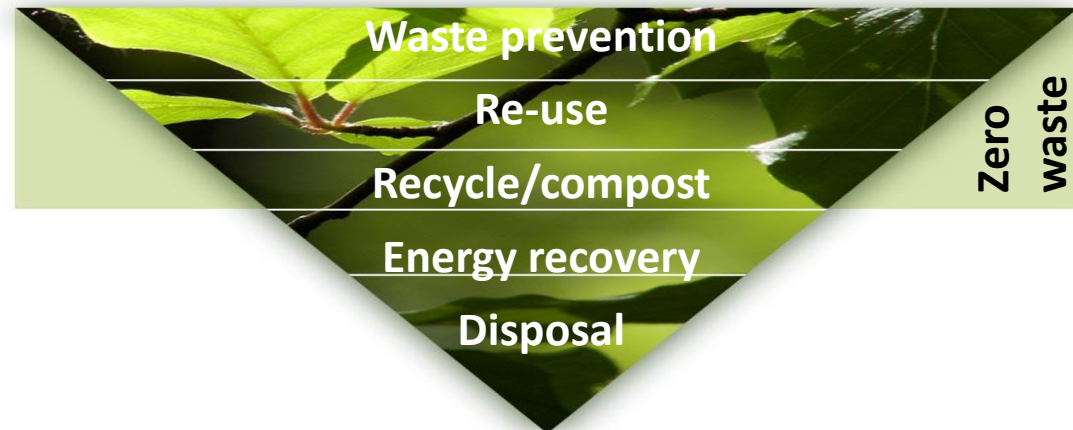 Waste prevention
Re-use
Recycle/compost
Energy recovery
Disposal
Zero
waste